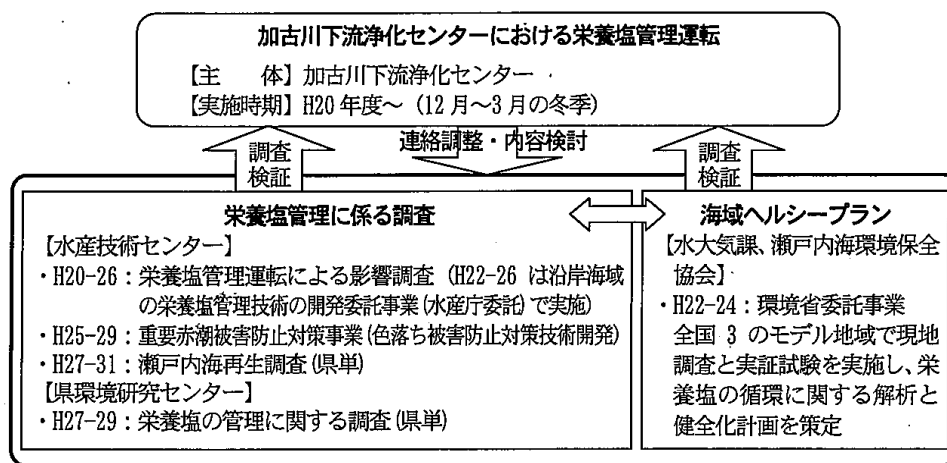 加古川下流浄化センターにおける栄養塩管理運転
【主　　体】加古川下流浄化センター
【実施時期】H20年度～（12月～3月の冬季）
調査
検証
連絡調整・内容検討
調査
検証
栄養塩管理に係る調査
【水産技術センター】
・H20-26：栄養塩管理運転による影響調査（H22-26は沿岸海域
の栄養塩管理技術の開発委託事業(水産庁委託)で実施)
・H25-29：重要赤潮被害防止対策事業(色落ち被害防止対策技術開発)
・H27-31：瀬戸内海再生調査(県単)
【県環境研究センター】
・H27-29：栄養塩の管理に関する調査(県単)
海域ヘルシープラン
【水大気課、瀬戸内海環境保全
協会】
・H22-24：環境省委託事業
全国3のモデル地域で現地
調査と実証試験を実施し、栄
養塩の循環に関する解析と
健全化計画を策定